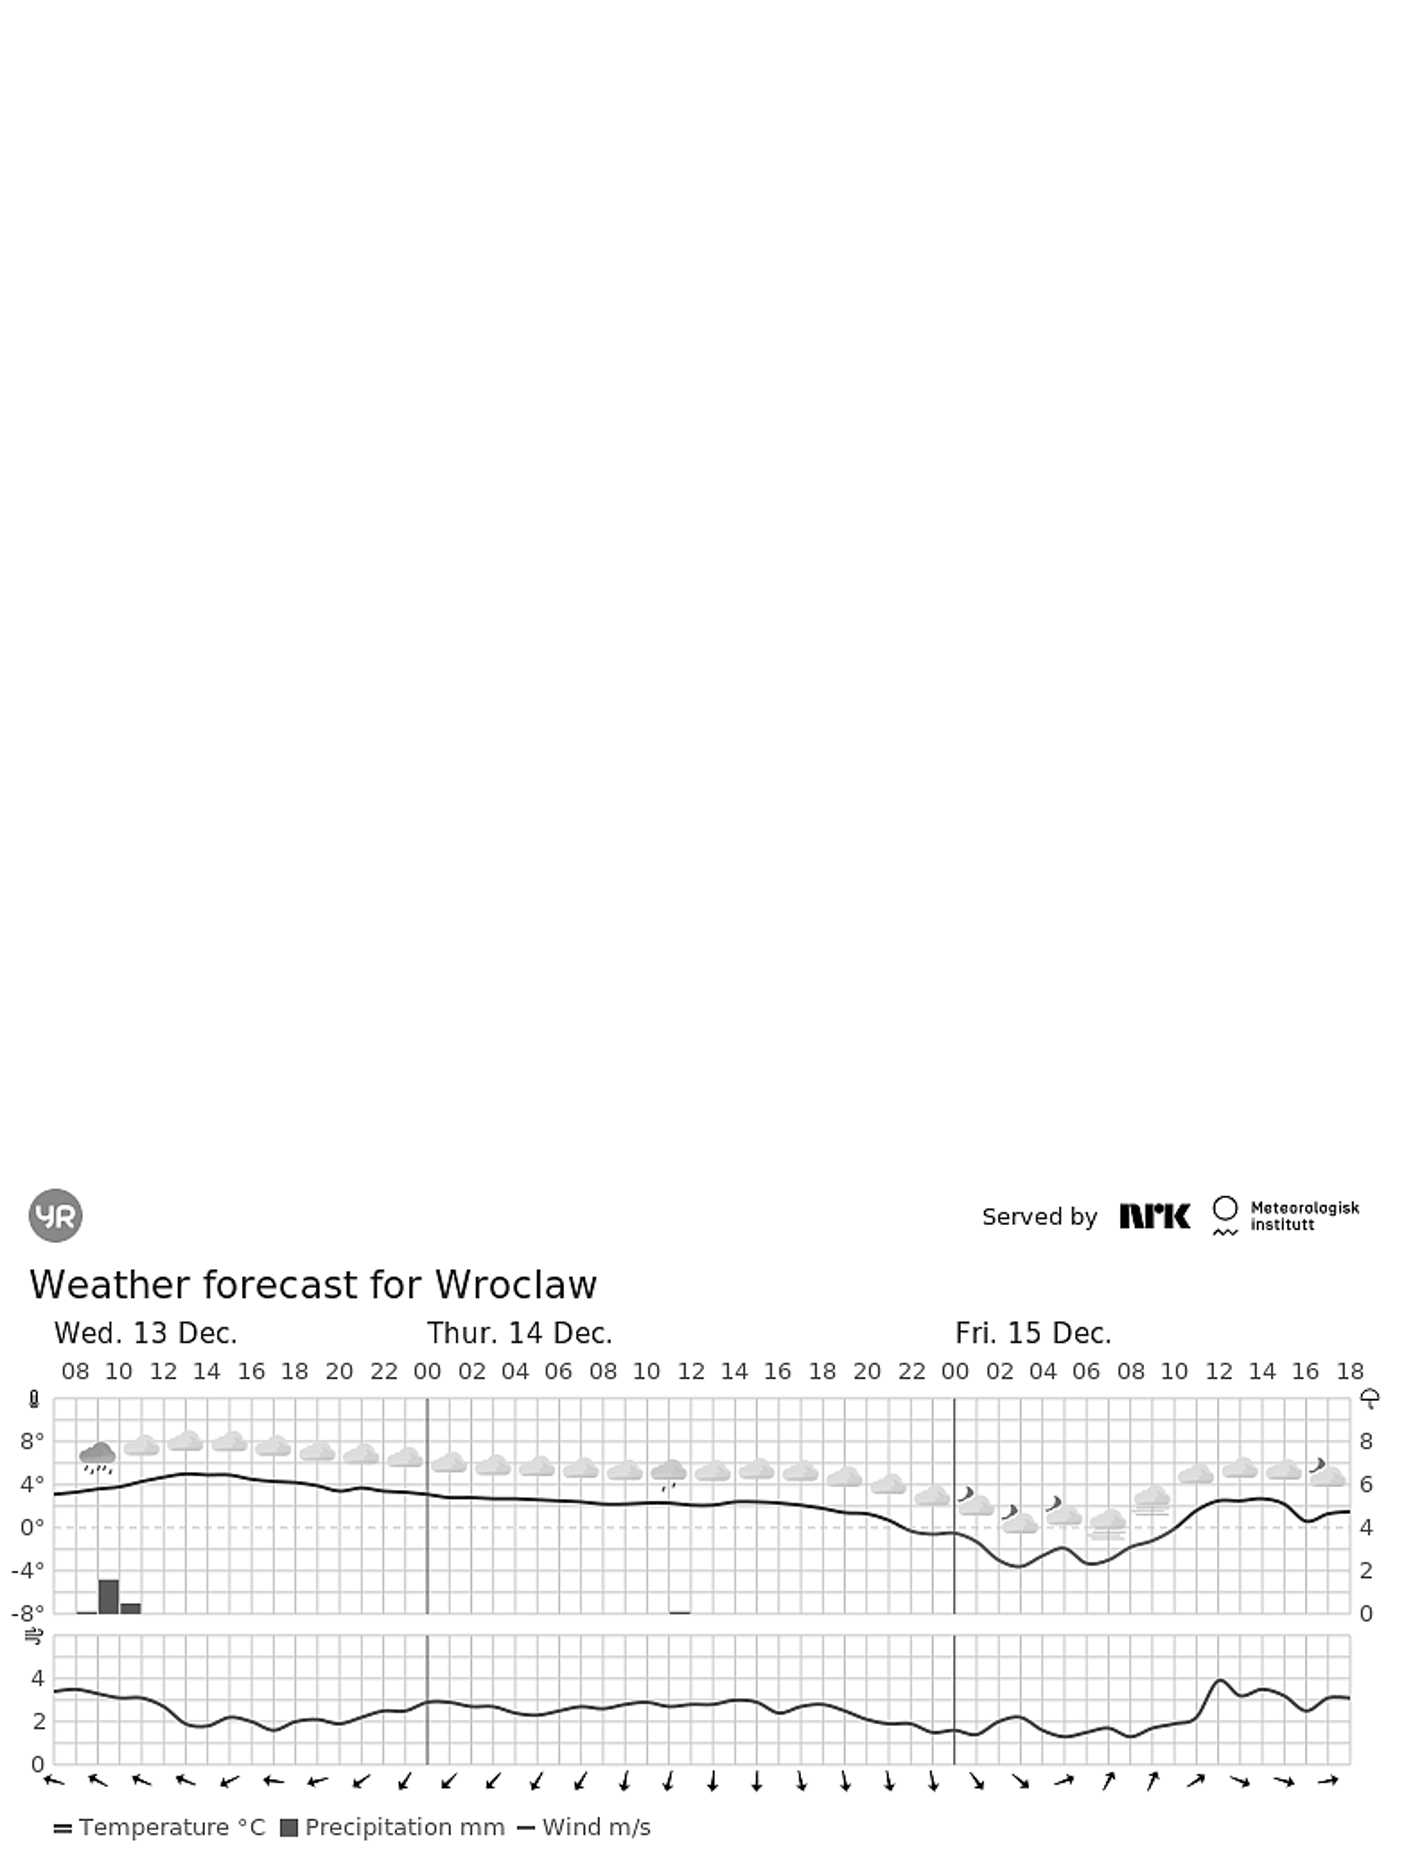 YR
Served by NRK Meteorologisk
institutt
Weather forecast for Wroclaw
Wed. 13 Dec. Thur. 14 Dec. Fri. 15 Dec.
08 10 12 14 16 18 20 22 00 02 04 06 08 10 12 14 16 18 20 22 00 02 04 06 08 10 12 14 16 18
8° 8
4° 6
0° 4
-4° 2
-8° 0
4
2
0
Temperature °C Precipitation mm Wind m/s